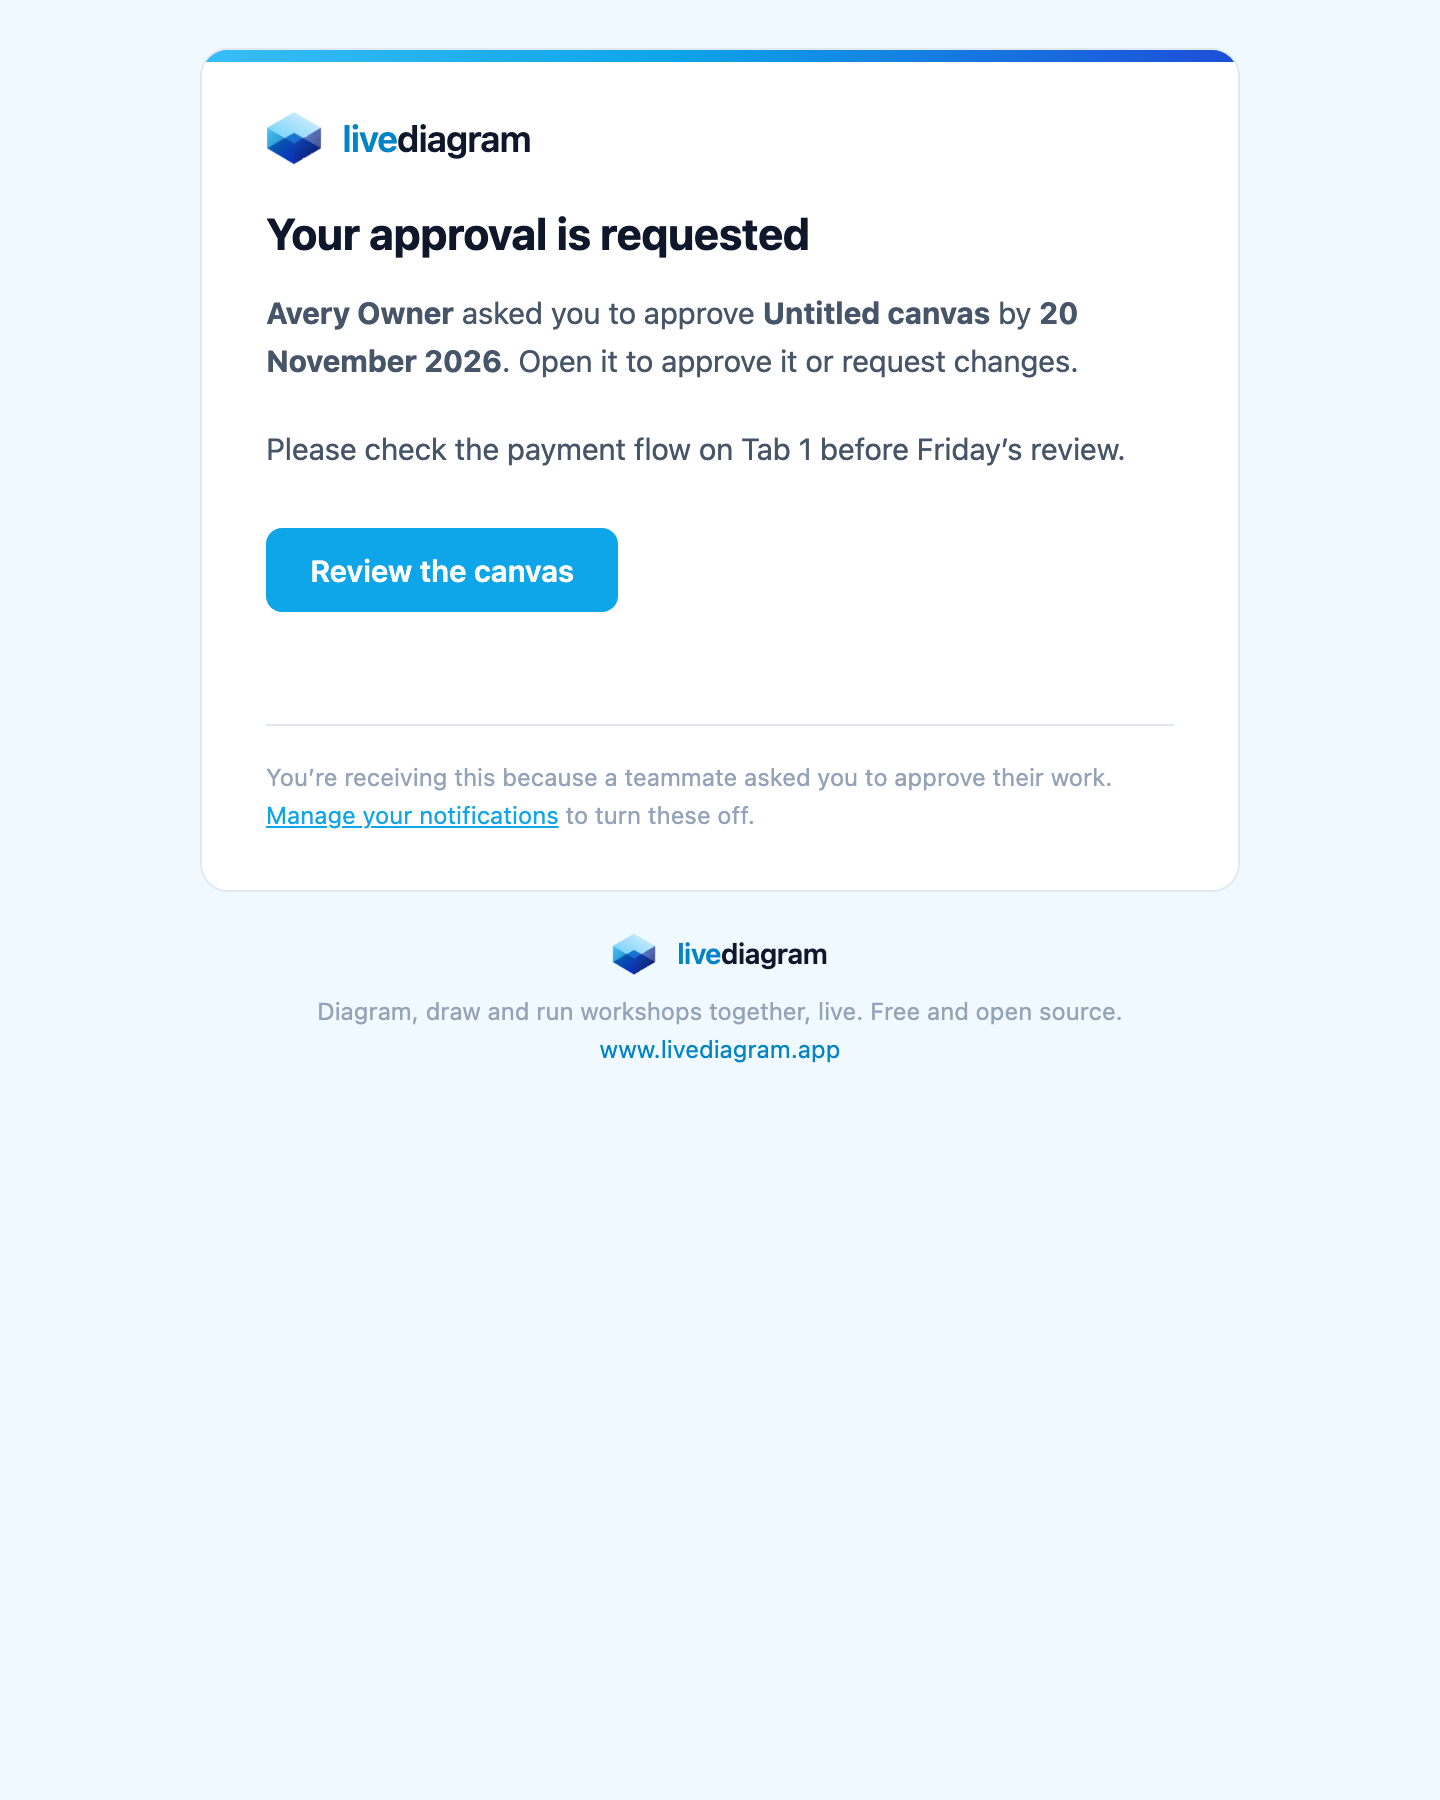 livediagram
Your approval is requested
Avery Owner asked you to approve Untitled canvas by 20
November 2026. Open it to approve it or request changes.
Please check the payment flow on Tab 1 before Friday’s review.
Review the canvas
You’re receiving this because a teammate asked you to approve their work.
Manage your notifications to turn these off.
livediagram
Diagram, draw and run workshops together, live. Free and open source.
www.livediagram.app